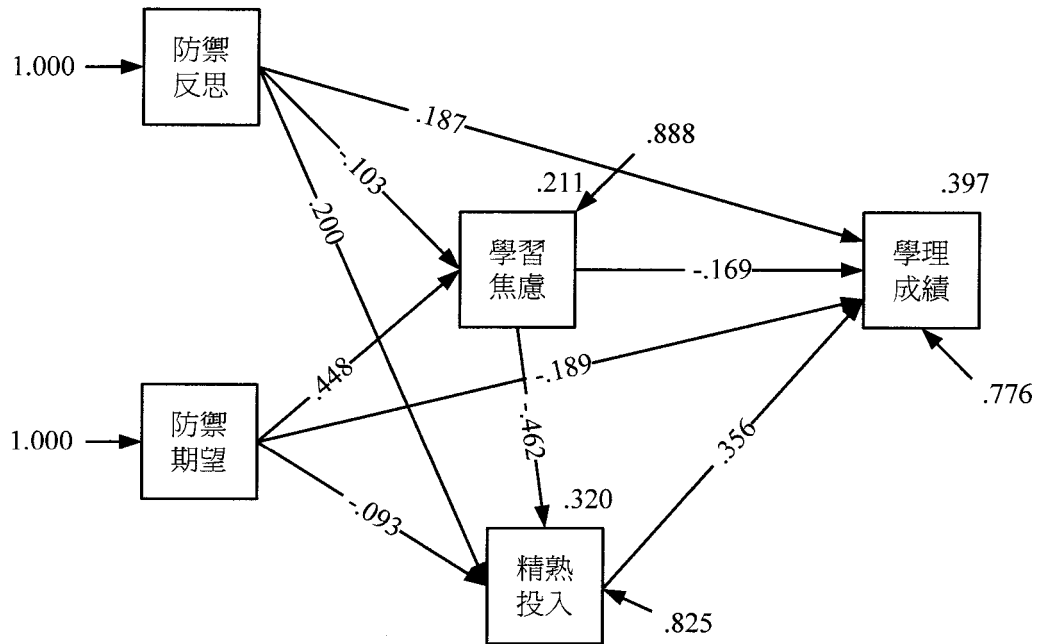 防禦
反思
1.000
.187
.888
-.103
.211
.397
.200
學習
焦慮
-.169
學理
成績
.448
-.189
.776
防禦
期望
1.000
-.462
.356
-.093
.320
精熟
投入
.825